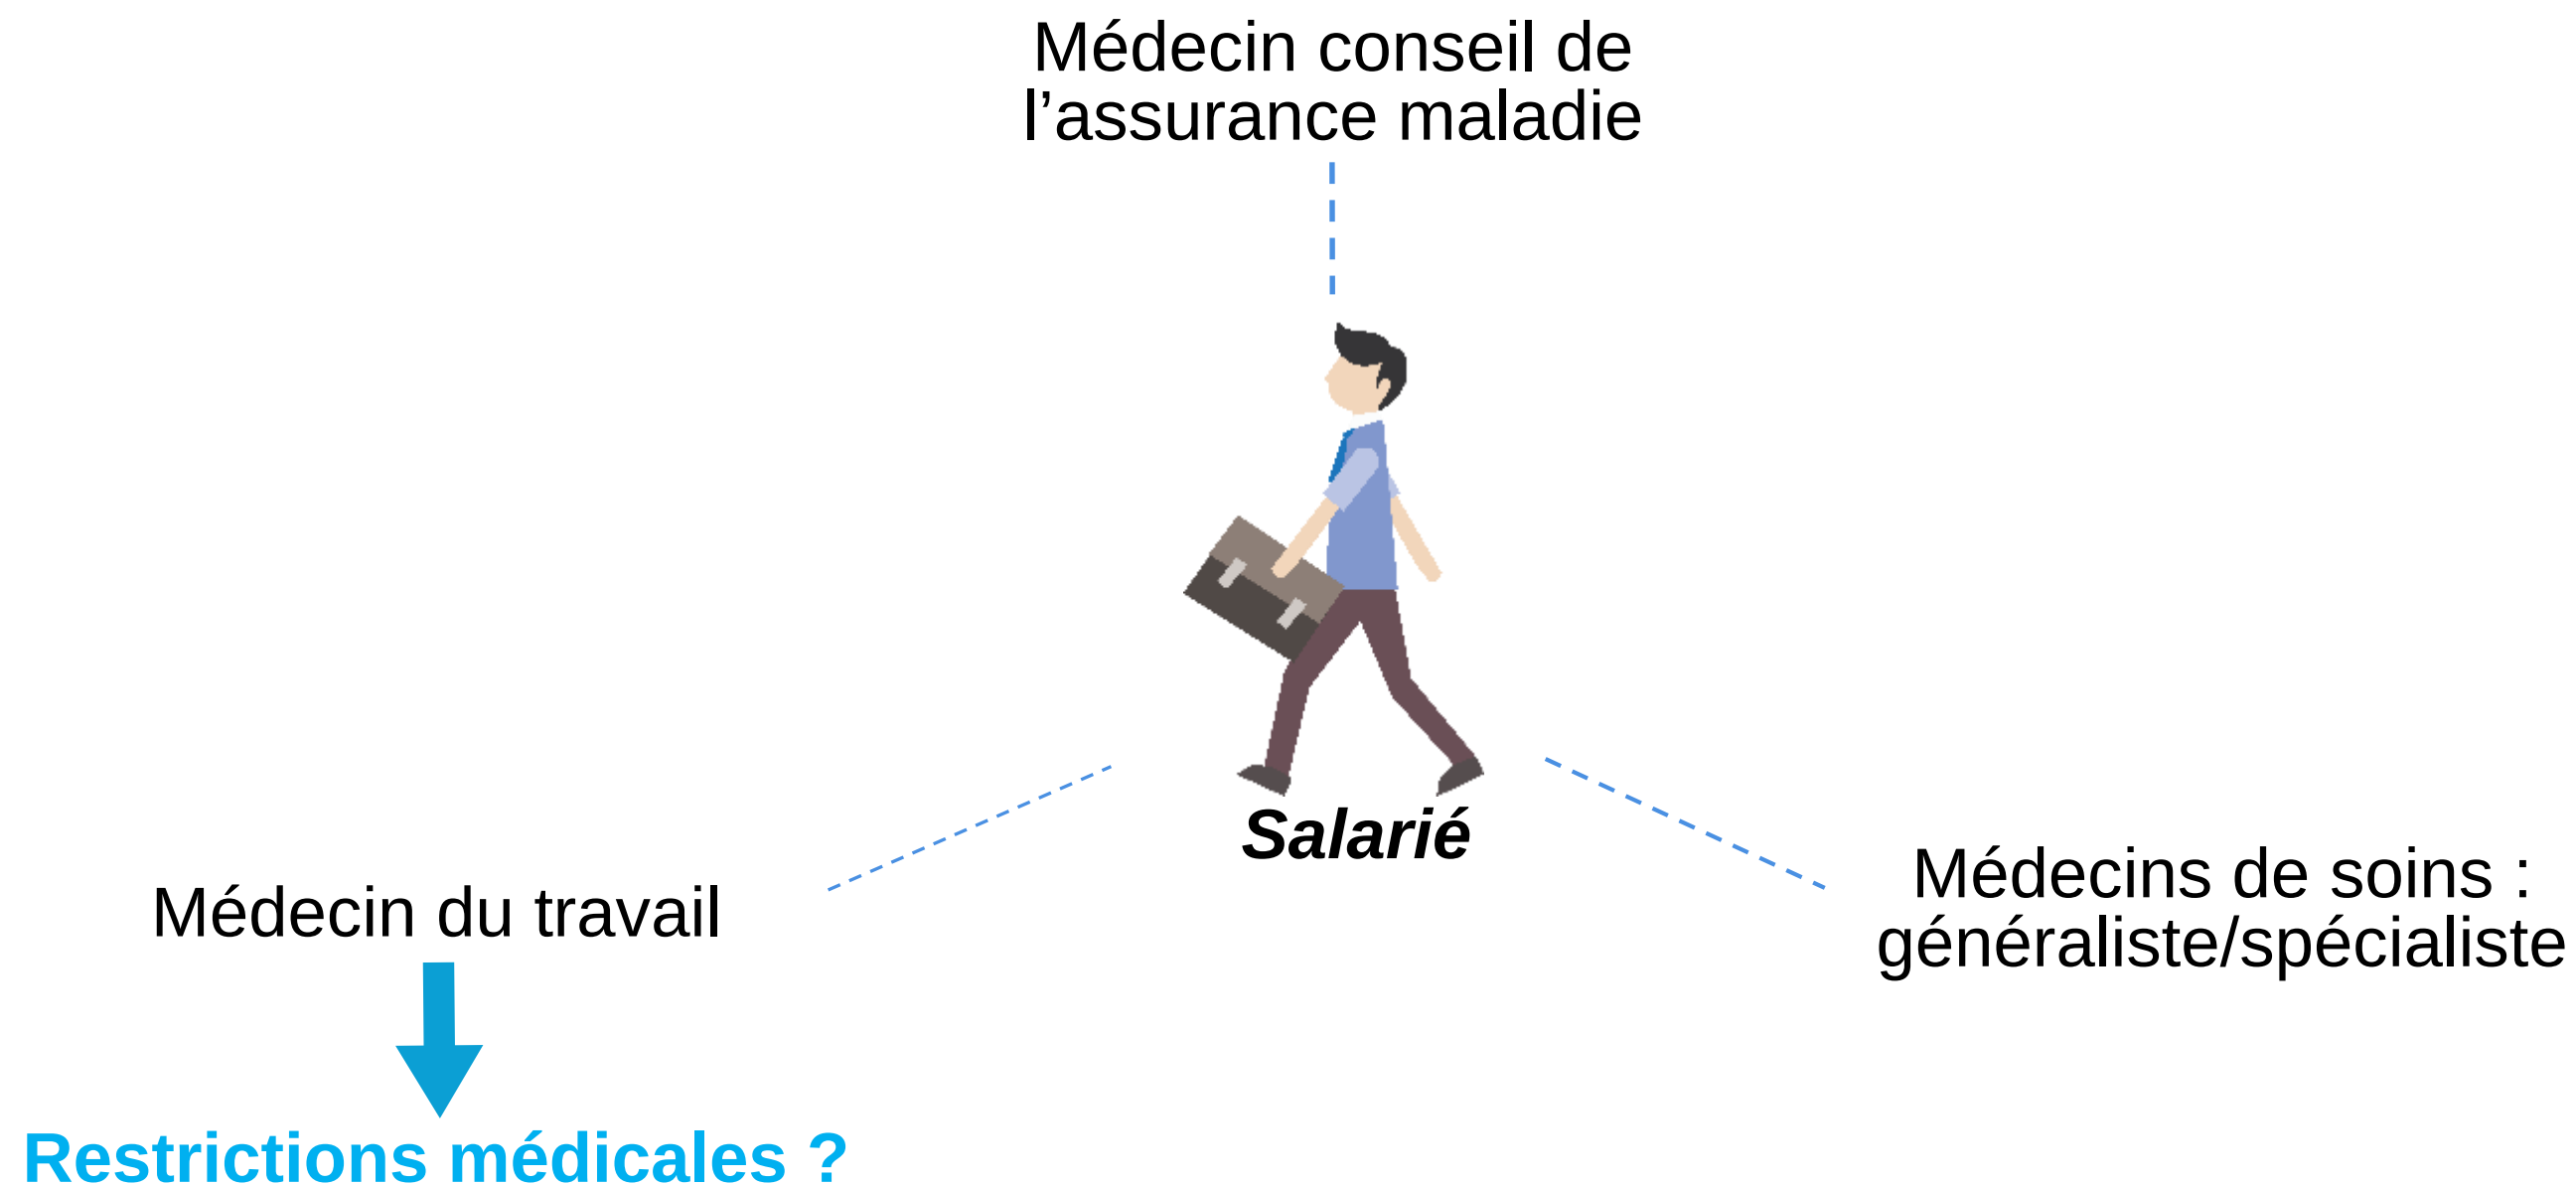 Médecin conseil de
l’assurance maladie
Salarié
Médecin du travail
Médecins de soins :
généraliste/spécialiste
Restrictions médicales ?